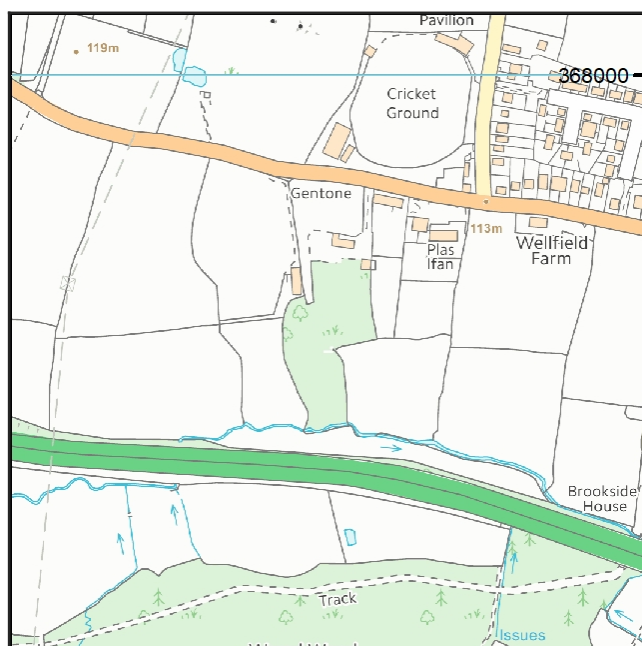 Pavilion
119m
368000
Cricket
Ground
Gentone
113m
Plas
Ifan
Wellfield
Farm
Brookside
House
Track
Issues